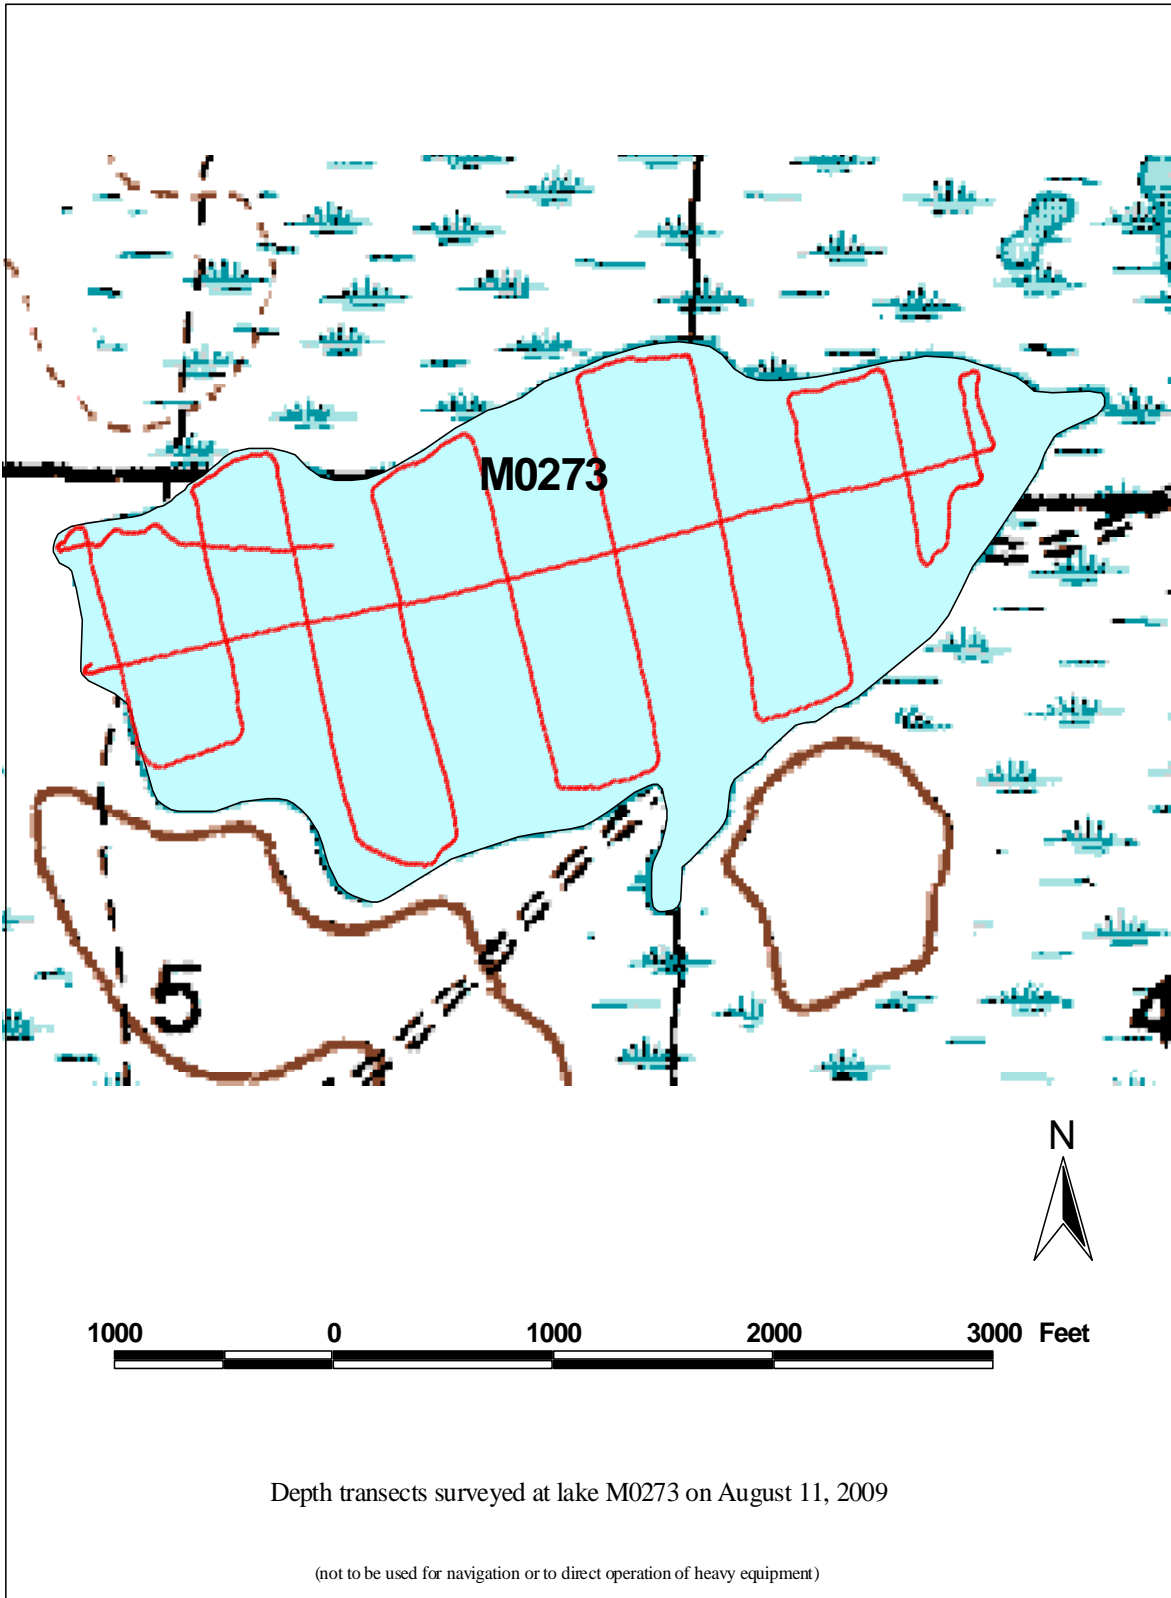 M0273
5
4
N
1000 0 1000 2000 3000 Feet
Depth transects surveyed at lake M0273 on August 11, 2009
(not to be used for navigation or to direct operation of heavy equipment)